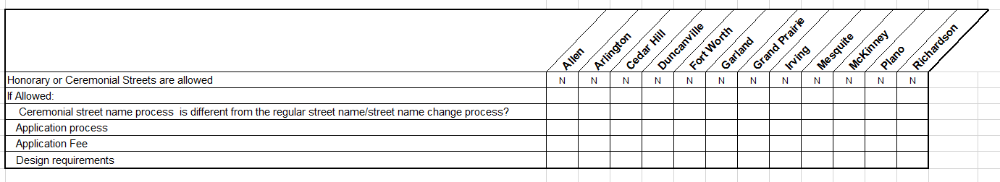 Allen Arlington Cedar Hill Duncanville Fort Worth Garland Grand Prairie Irving Mesquite McKinney Plano Richardson
Honorary or Ceremonial Streets are allowed N N N N N N N N N N N N
If Allowed:
Ceremonial street name process is different from the regular street name/street name change process?
Application process
Application Fee
Design requirements